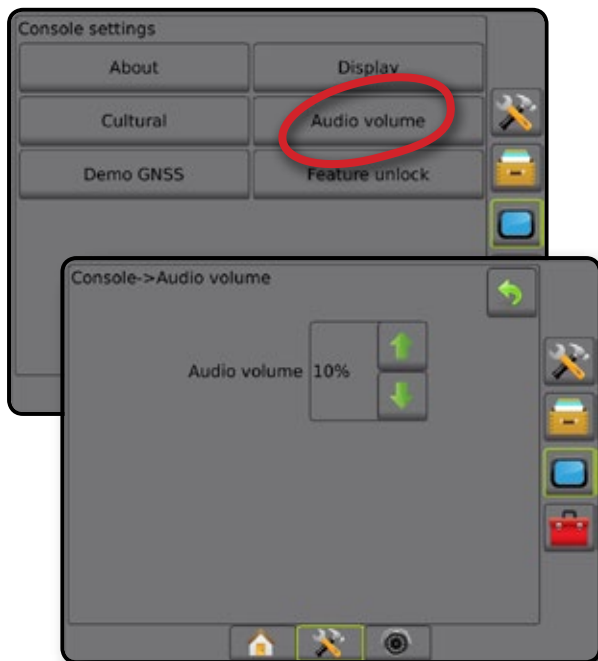 Console settings
About
Display
Cultural
Audio volume
Demo GNSS
Feature unlock
Console->Audio volume
Audio volume 10%